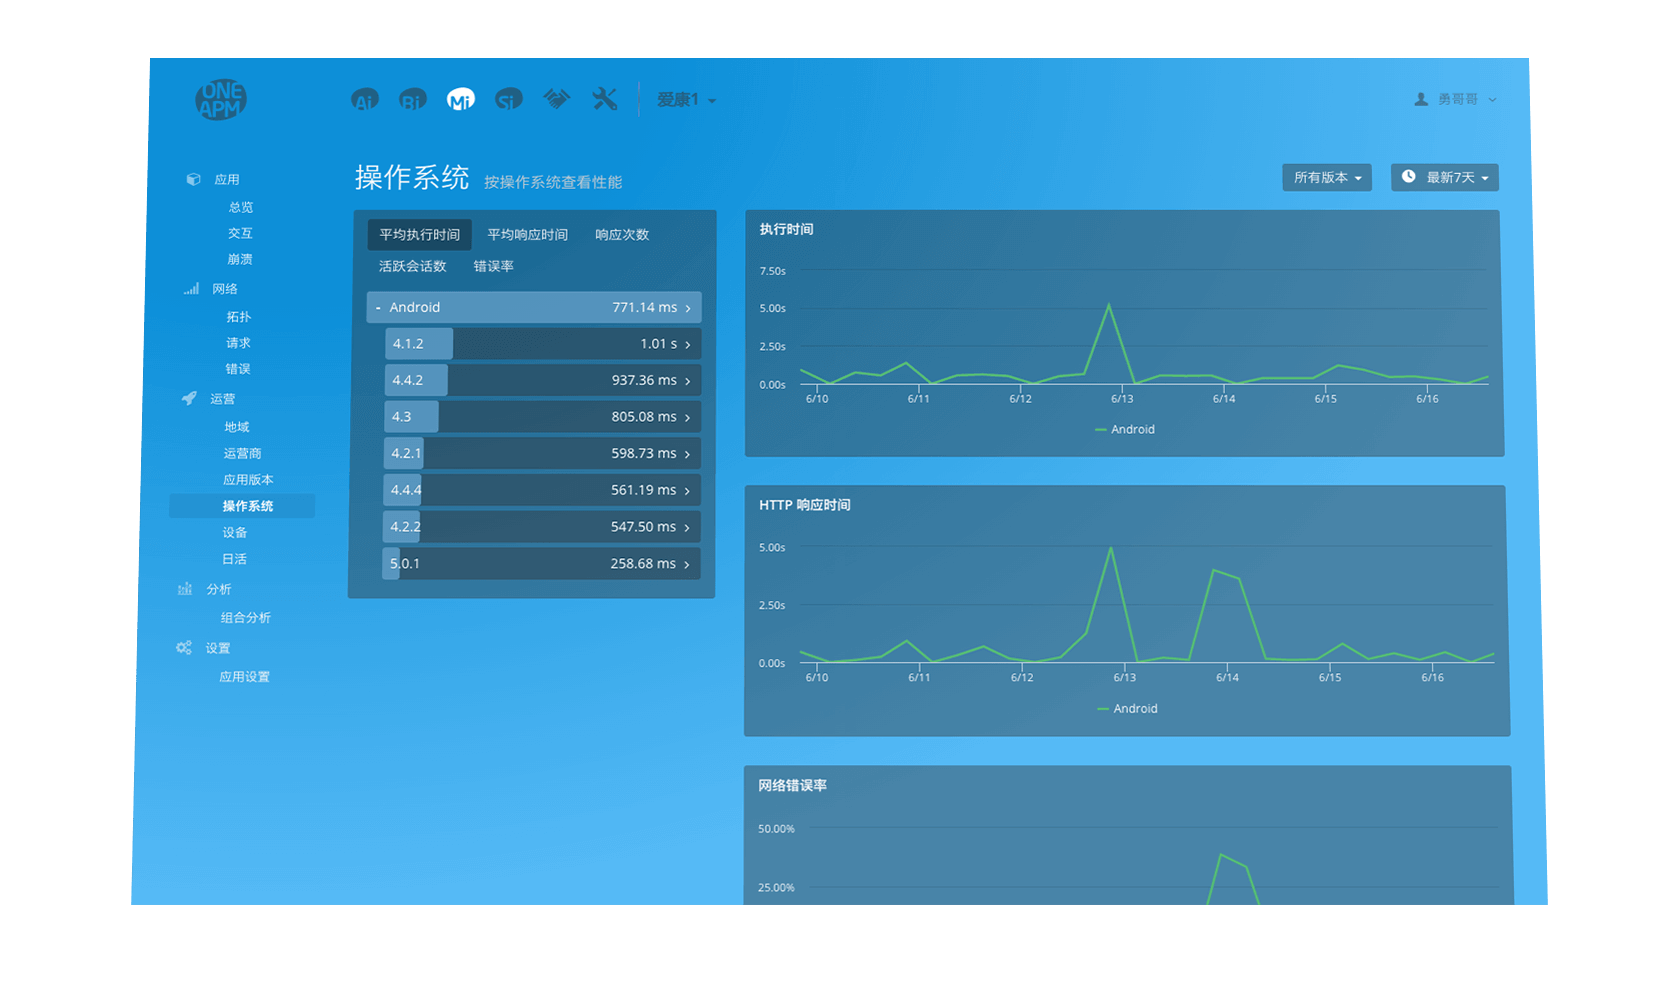 ONE
APM
Ai
Bi
Mi
Si
爱康1
勇哥哥
应用
总览
交互
崩溃
网络
拓扑
请求
错误
运营
地域
运营商
应用版本
操作系统
设备
日活
分析
组合分析
设置
应用设置
操作系统 按操作系统查看性能
所有版本
最新7天
平均执行时间 平均响应时间 响应次数
活跃会话数 错误率
- Android 771.14 ms >
4.1.2 1.01 s >
4.4.2 937.36 ms >
4.3 805.08 ms >
4.2.1 598.73 ms >
4.4.4 561.19 ms >
4.2.2 547.50 ms >
5.0.1 258.68 ms >
执行时间
7.50s
5.00s
2.50s
0.00s
6/10 6/11 6/12 6/13 6/14 6/15 6/16
Android
HTTP 响应时间
5.00s
2.50s
0.00s
6/10 6/11 6/12 6/13 6/14 6/15 6/16
Android
网络错误率
50.00%
25.00%